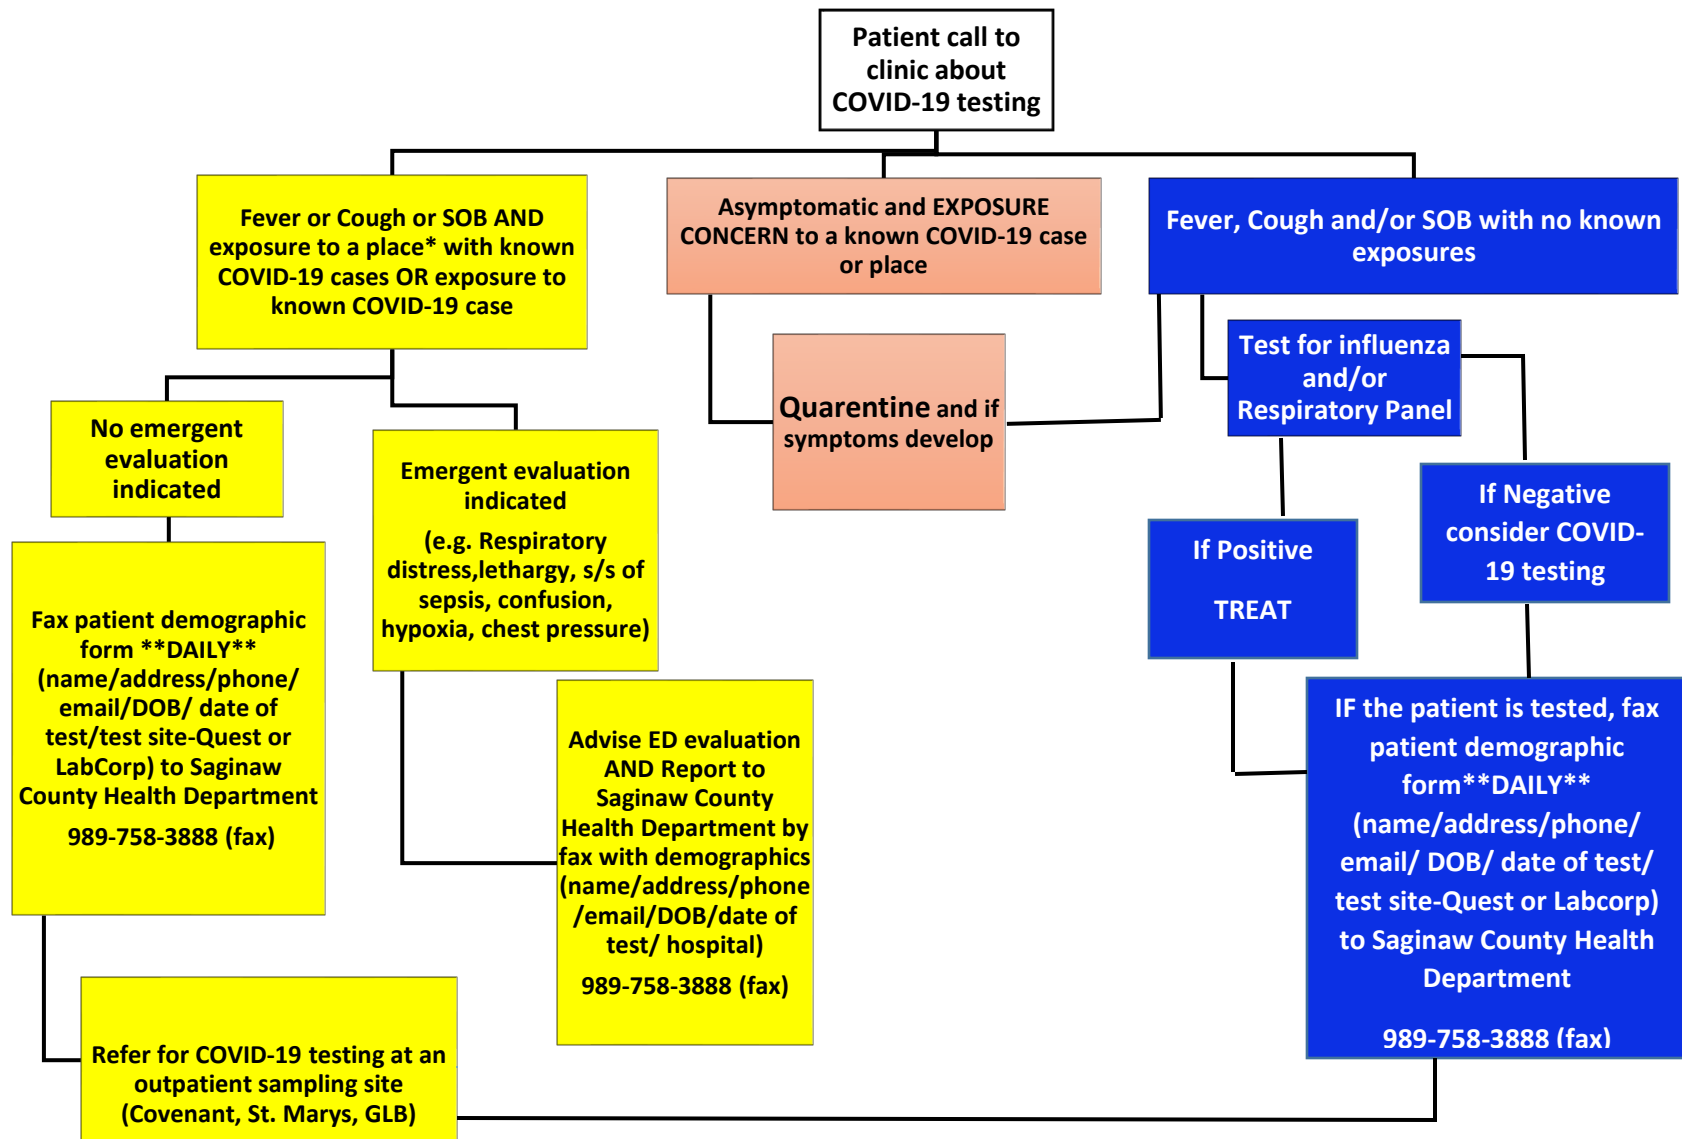 Patient call to
clinic about
COVID-19 testing
Fever or Cough or SOB AND
exposure to a place* with known
COVID-19 cases OR exposure to
known COVID-19 case
Asymptomatic and EXPOSURE
CONCERN to a known COVID-19 case
or place
Fever, Cough and/or SOB with no known
exposures
No emergent
evaluation
indicated
Emergent evaluation
indicated
(e.g. Respiratory
distress,lethargy, s/s of
sepsis, confusion,
hypoxia, chest pressure)
Quarentine and if
symptoms develop
Test for influenza
and/or
Respiratory Panel
If Positive
TREAT
If Negative
consider COVID-
19 testing
Fax patient demographic
form **DAILY**
(name/address/phone/
email/DOB/ date of
test/test site-Quest or
LabCorp) to Saginaw
County Health Department
989-758-3888 (fax)
Advise ED evaluation
AND Report to
Saginaw County
Health Department by
fax with demographics
(name/address/phone
/email/DOB/date of
test/ hospital)
989-758-3888 (fax)
IF the patient is tested, fax
patient demographic
form**DAILY**
(name/address/phone/
email/ DOB/ date of test/
test site-Quest or Labcorp)
to Saginaw County Health
Department
989-758-3888 (fax)
Refer for COVID-19 testing at an
outpatient sampling site
(Covenant, St. Marys, GLB)